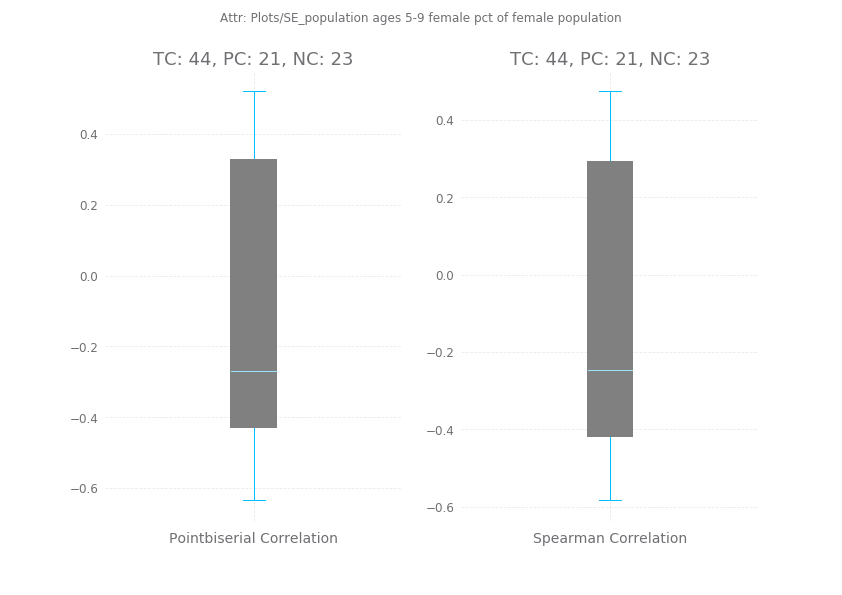 Attr: Plots/SE_population ages 5-9 female pct of female population
TC: 44, PC: 21, NC: 23
0.4
0.2
0.0
−0.2
−0.4
−0.6
Pointbiserial Correlation
TC: 44, PC: 21, NC: 23
0.4
0.2
0.0
−0.2
−0.4
−0.6
Spearman Correlation